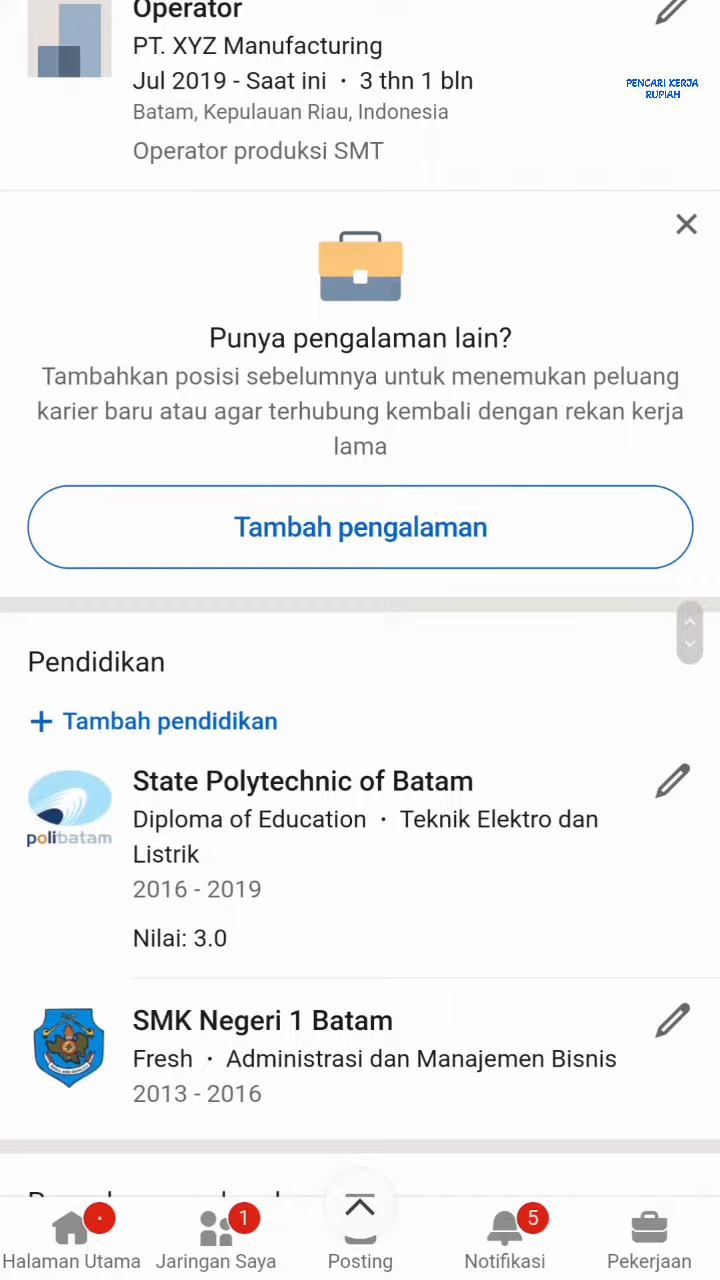 Operator
PT. XYZ Manufacturing
Jul 2019 - Saat ini · 3 thn 1 bln
Batam, Kepulauan Riau, Indonesia
Operator produksi SMT
PENCARI KERJA
RUPIAH
Punya pengalaman lain?
Tambahkan posisi sebelumnya untuk menemukan peluang
karier baru atau agar terhubung kembali dengan rekan kerja
lama
Tambah pengalaman
Pendidikan
+ Tambah pendidikan
polibatam
State Polytechnic of Batam
Diploma of Education · Teknik Elektro dan
Listrik
2016 - 2019
Nilai: 3.0
SMK Negeri 1 Batam
Fresh · Administrasi dan Manajemen Bisnis
2013 - 2016
1
5
Halaman Utama
Jaringan Saya
Posting
Notifikasi
Pekerjaan